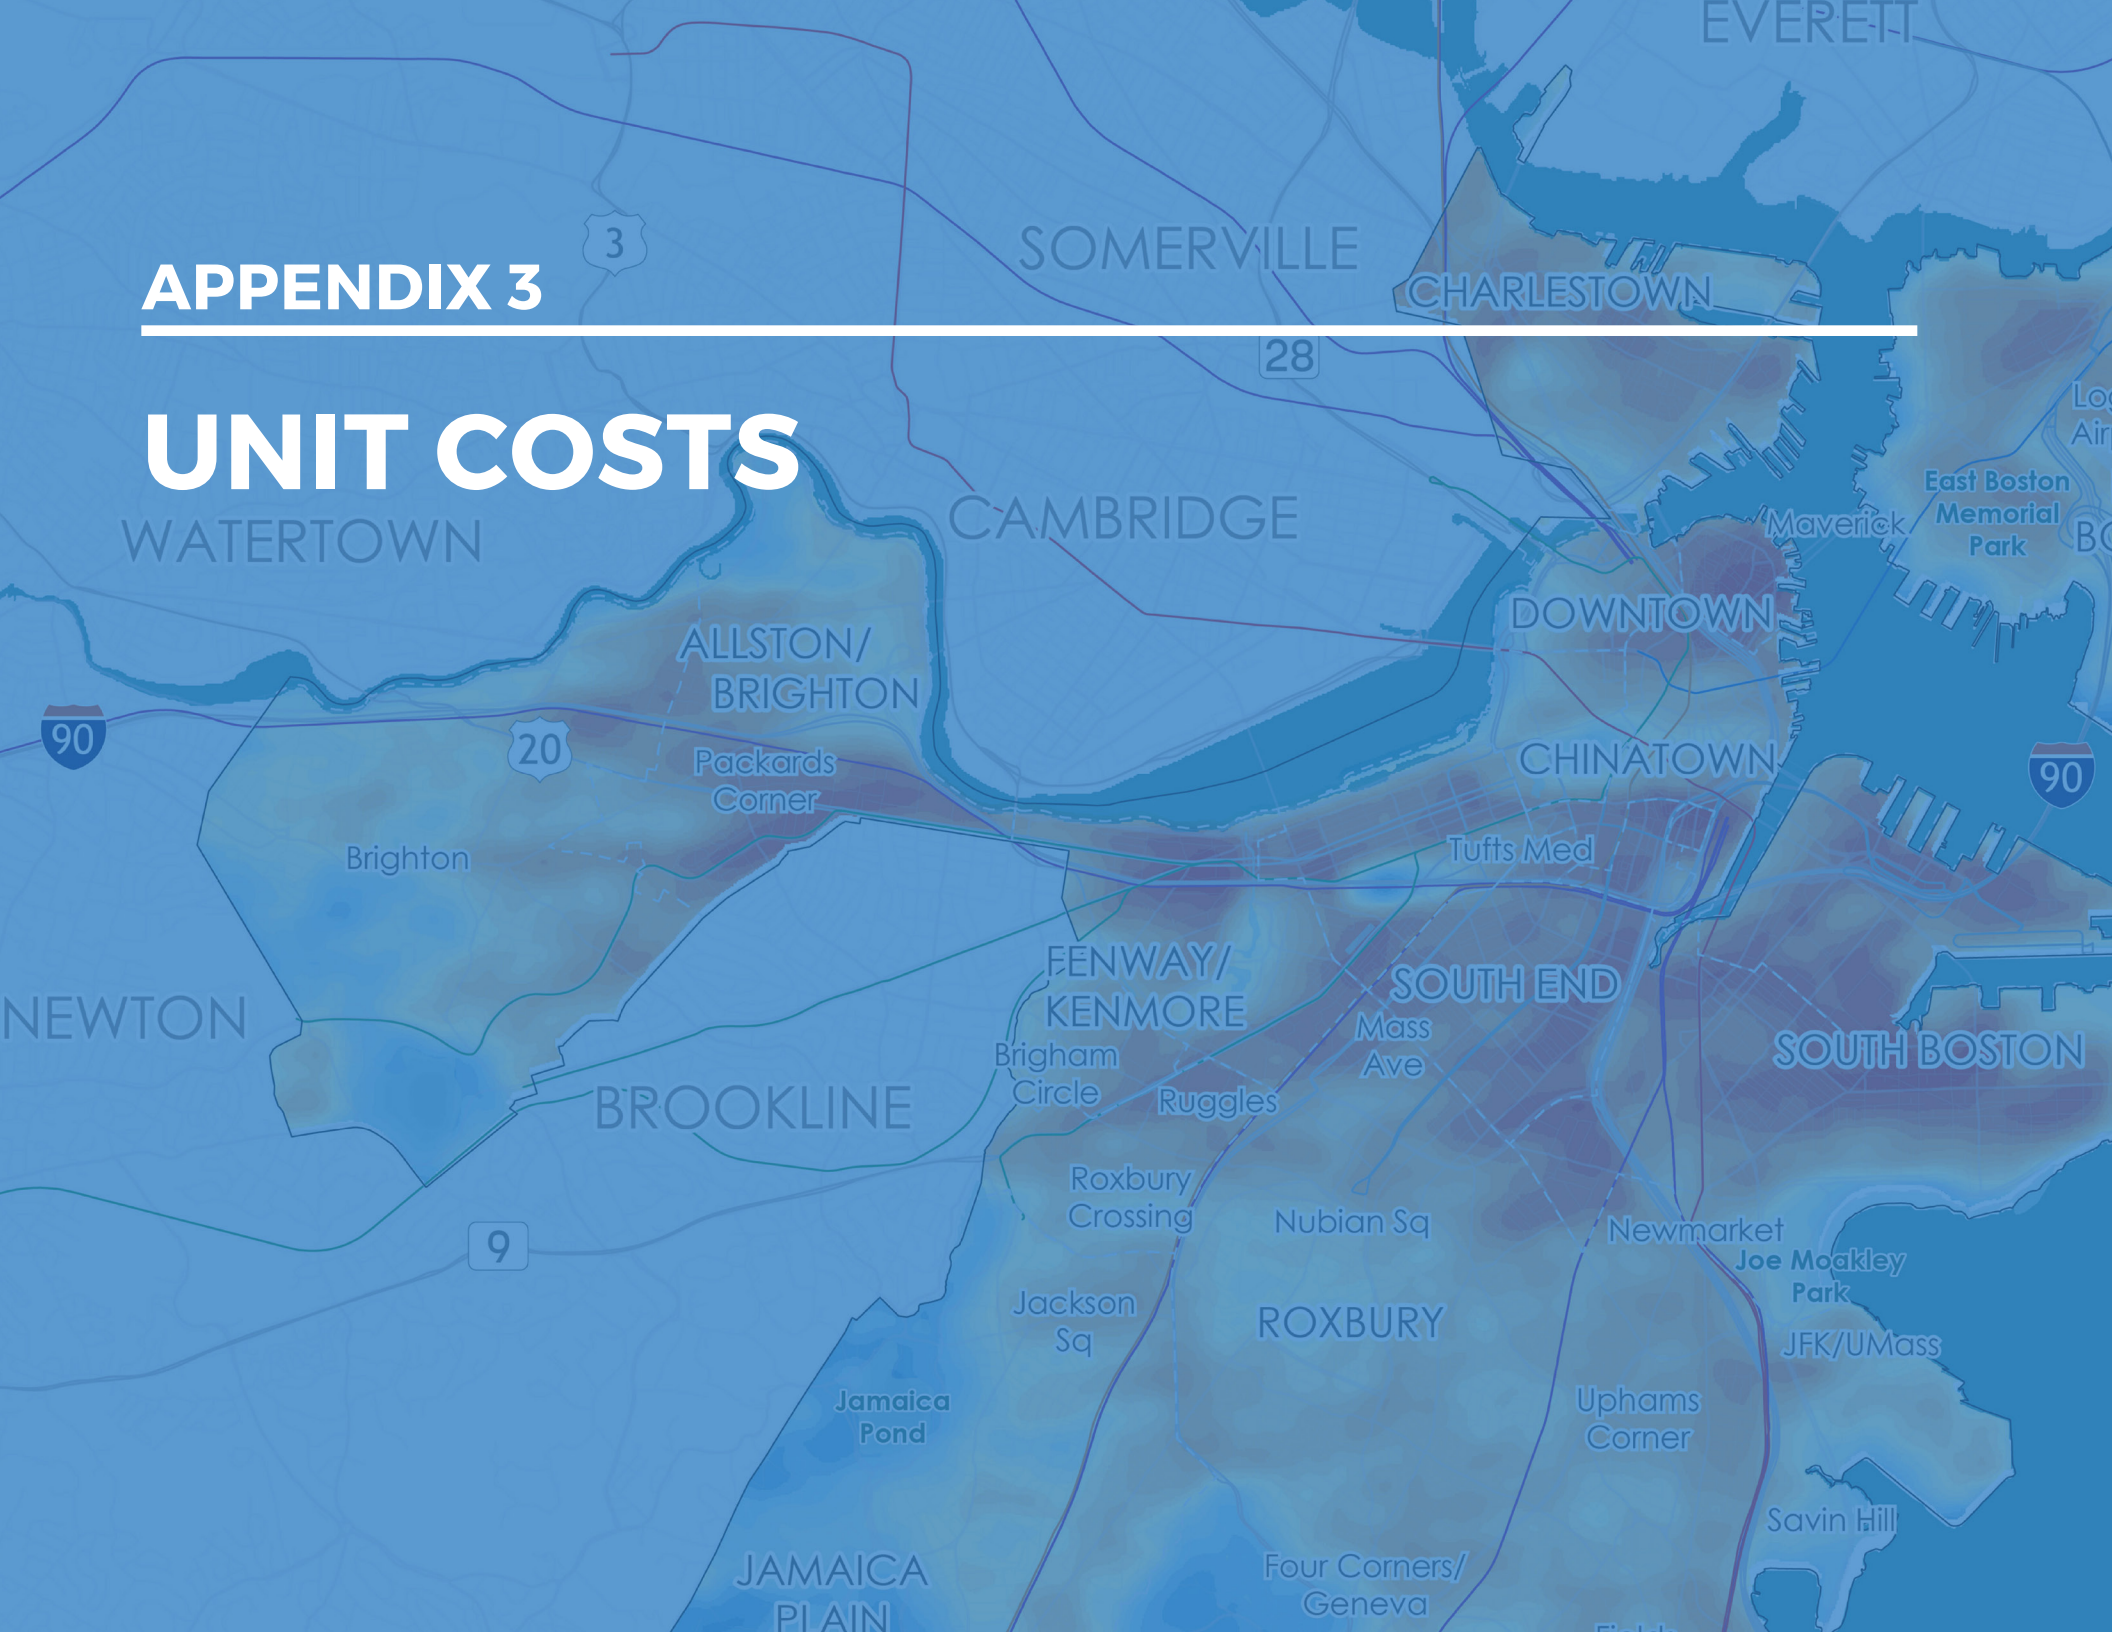 EVERETT
3
SOMERVILLE
APPENDIX 3
CHARLESTOWN
28
UNIT COSTS
WATERTOWN
CAMBRIDGE
East Boston
Memorial
Park
Maverick
DOWNTOWN
ALLSTON/
BRIGHTON
90
20
Packards
Corner
CHINATOWN
90
Brighton
Tufts Med
FENWAY/
KENMORE
SOUTH END
NEWTON
Mass
Ave
SOUTH BOSTON
Brigham
Circle
BROOKLINE
Ruggles
Roxbury
Crossing
Nubian Sq
Newmarket
9
Joe Moakley
Park
Jackson
Sq
ROXBURY
JFK/UMass
Jamaica
Pond
Uphams
Corner
Savin Hill
JAMAICA
PLAIN
Four Corners/
Geneva